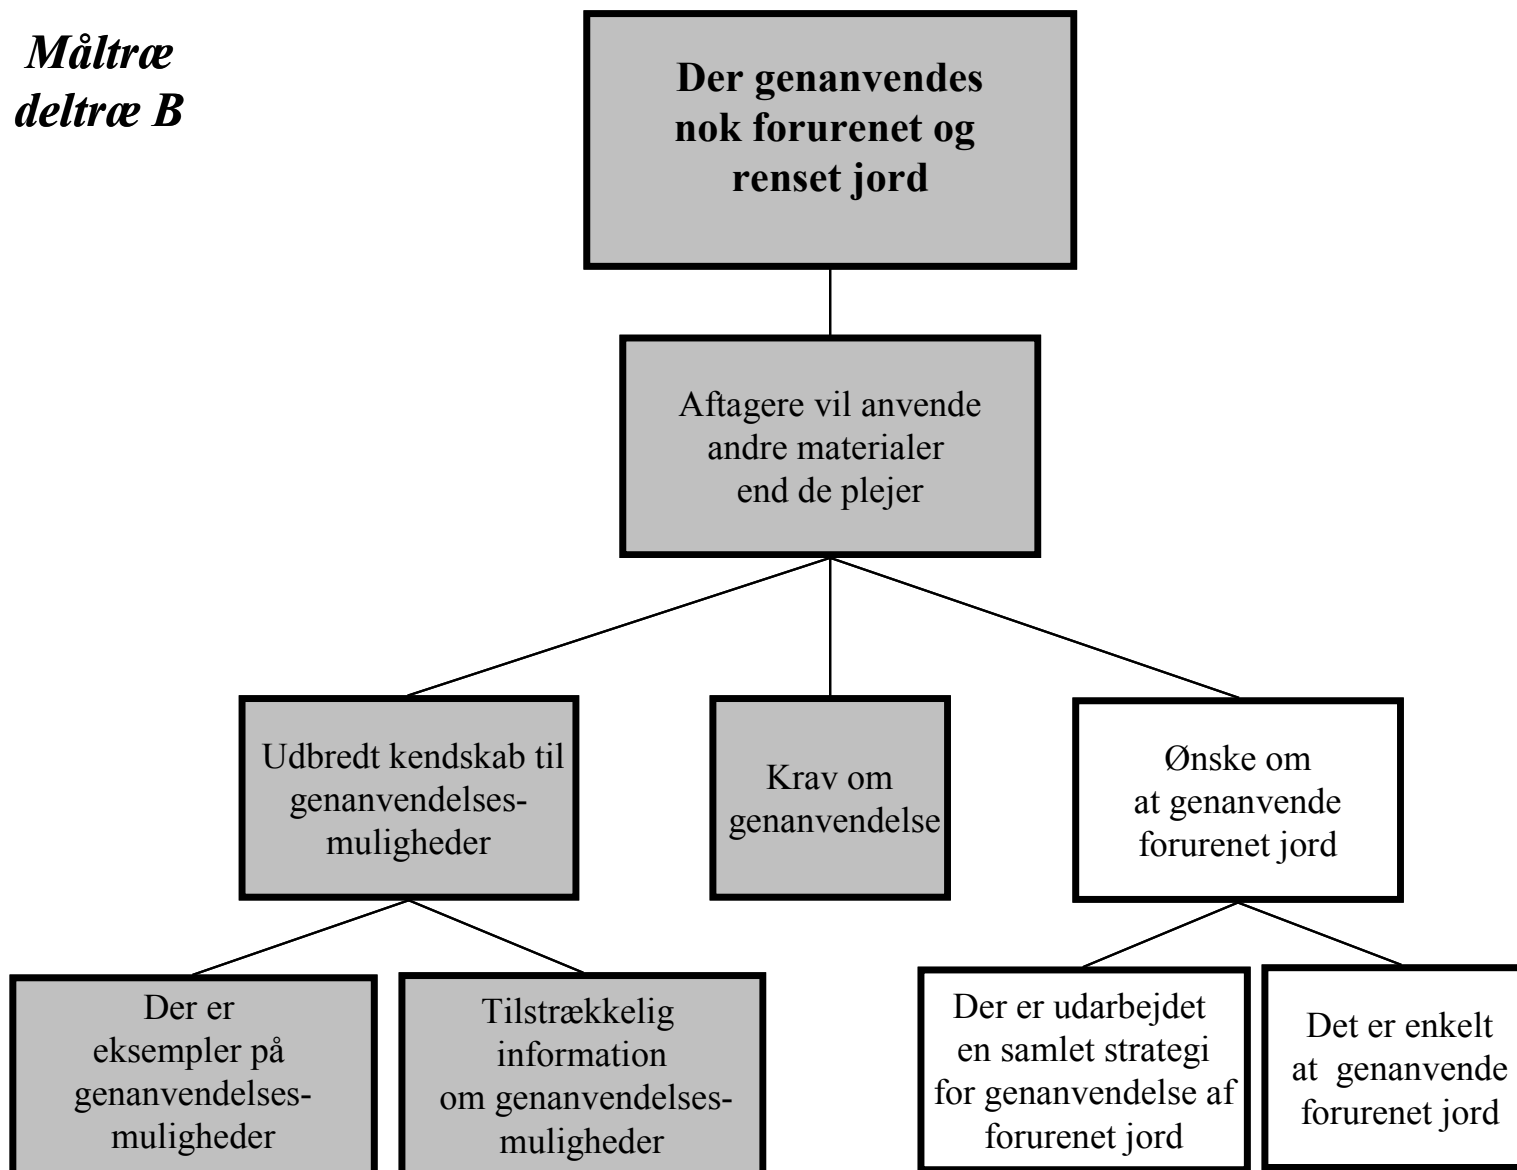 Måltræ
deltræ B
Der genanvendes
nok forurenet og
renset jord
Aftagere vil anvende
andre materialer
end de plejer
Udbredt kendskab til
genanvendelses-
muligheder
Krav om
genanvendelse
Ønske om
at genanvende
forurenet jord
Der er
eksempler på
genanvendelses-
muligheder
Tilstrækkelig
information
om genanvendelses-
muligheder
Der er udarbejdet
en samlet strategi
for genanvendelse af
forurenet jord
Det er enkelt
at genanvende
forurenet jord